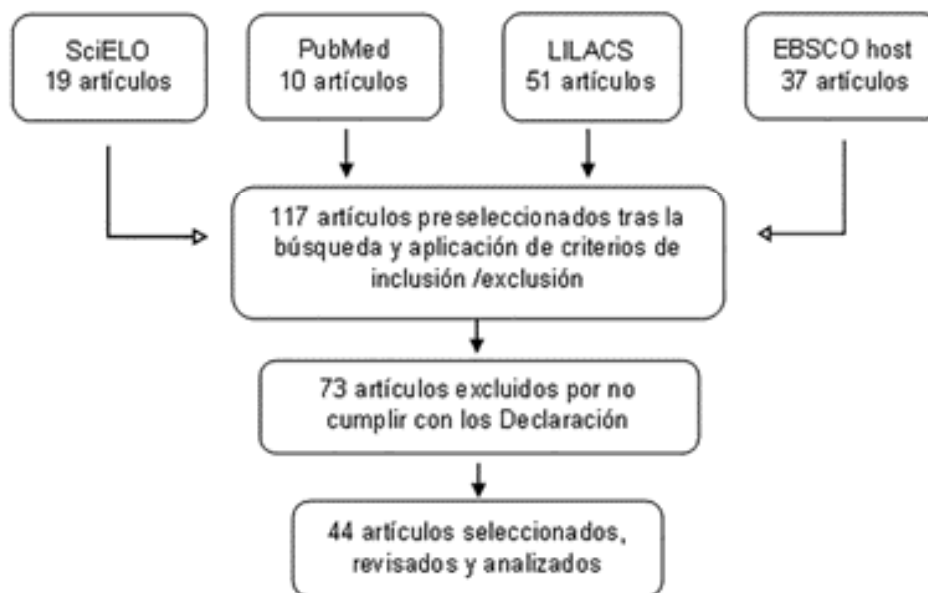 SciELO
19 artículos
PubMed
10 artículos
LILACS
51 artículos
EBSCO host
37 artículos
117 artículos preseleccionados tras la
búsqueda y aplicación de criterios de
inclusión /exclusión
73 artículos excluidos por no
cumplir con los Declaración
44 artículos seleccionados,
revisados y analizados